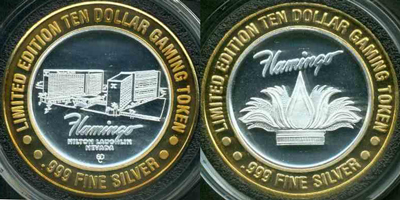 LIMITED EDITION TEN DOLLAR GAMING TOKEN
Flamingo
HILTON LAUGHLIN
NEVADA
.999 FINE SILVER
LIMITED EDITION TEN DOLLAR GAMING TOKEN
Flamingo
.999 FINE SILVER